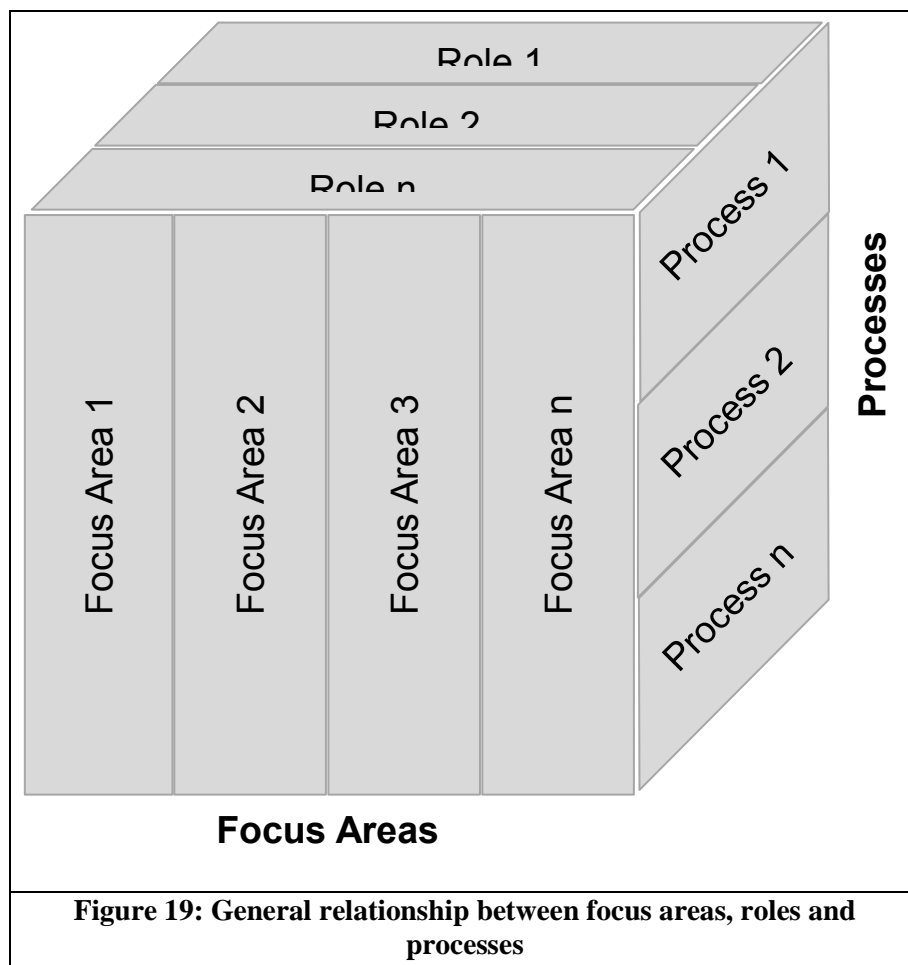 Role 1
Role 2
Role n
Process 1
Process 2
Process n
Processes
Focus Area 1
Focus Area 2
Focus Area 3
Focus Area n
Focus Areas
Figure 19: General relationship between focus areas, roles and
processes